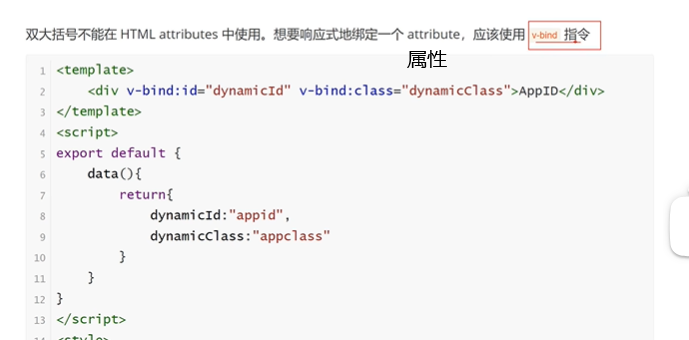 双大括号不能在 HTML attributes 中使用。想要响应式地绑定一个 attribute，应该使用 v-bind 指令
属性
1 <template>
2 <div v-bind:id="dynamicId" v-bind:class="dynamicClass">AppID</div>
3 </template>
4 <script>
5 export default {
6 data(){
7 return{
8 dynamicId:"appid",
9 dynamicClass:"appclass"
10 }
11 }
12 }
13 </script>
14 <style>